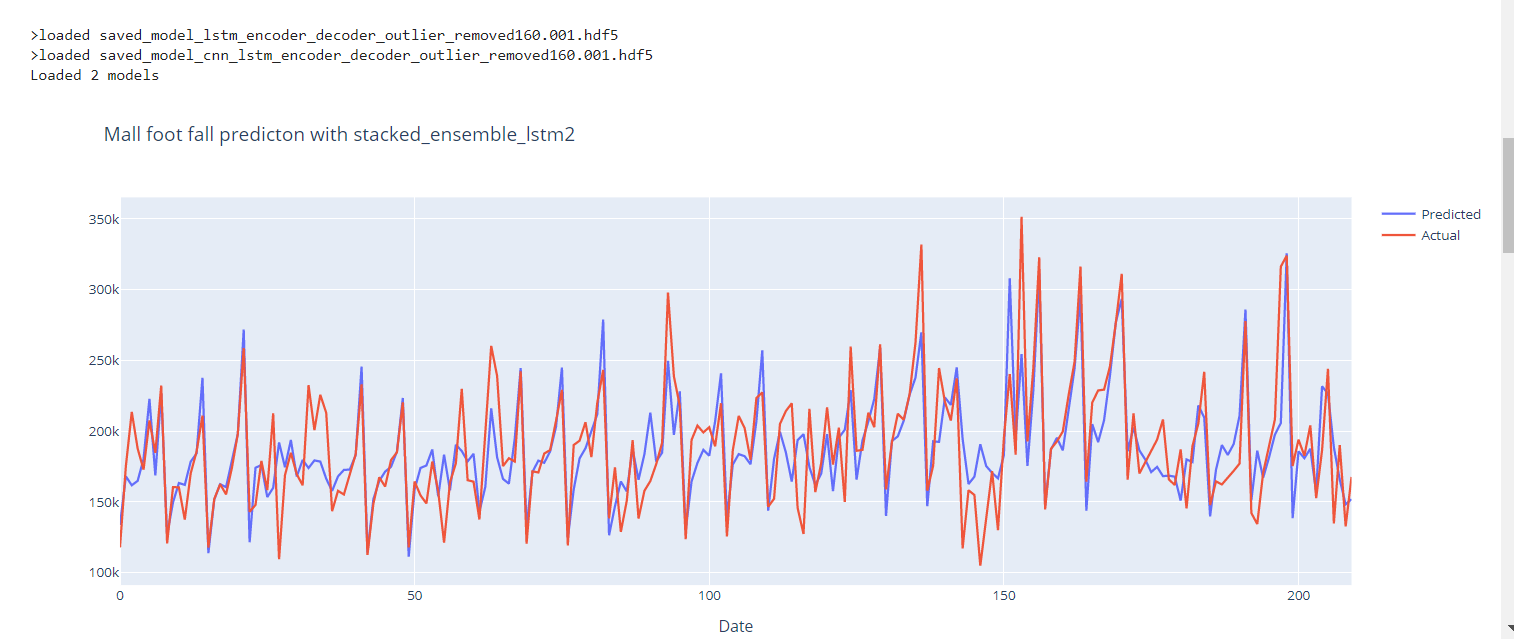 >loaded saved_model_lstm_encoder_decoder_outlier_removed160.001.hdf5
>loaded saved_model_cnn_lstm_encoder_decoder_outlier_removed160.001.hdf5
Loaded 2 models
Mall foot fall predicton with stacked_ensemble_lstm2
350k
300k
250k
200k
150k
100k
0
50
100
150
200
Date
Predicted
Actual